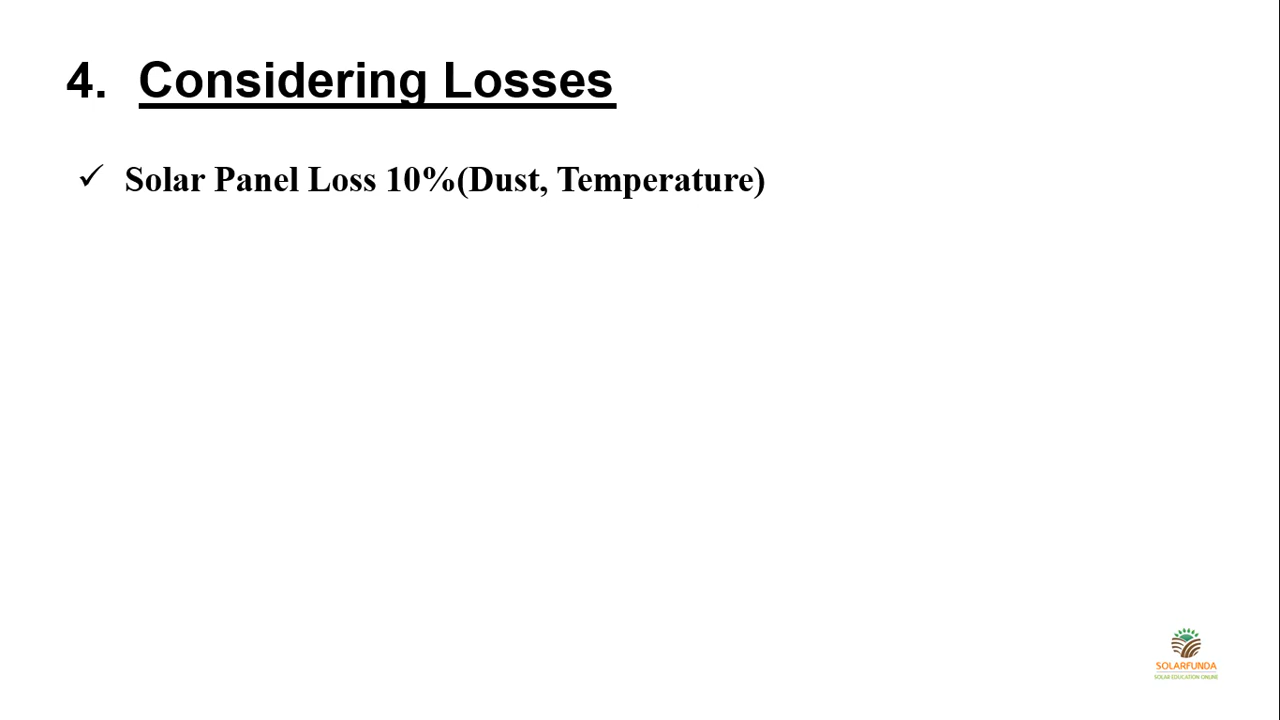 4. Considering Losses
✓ Solar Panel Loss 10%(Dust, Temperature)
SOLARFUNDA
SOLAR EDUCATION ONLINE